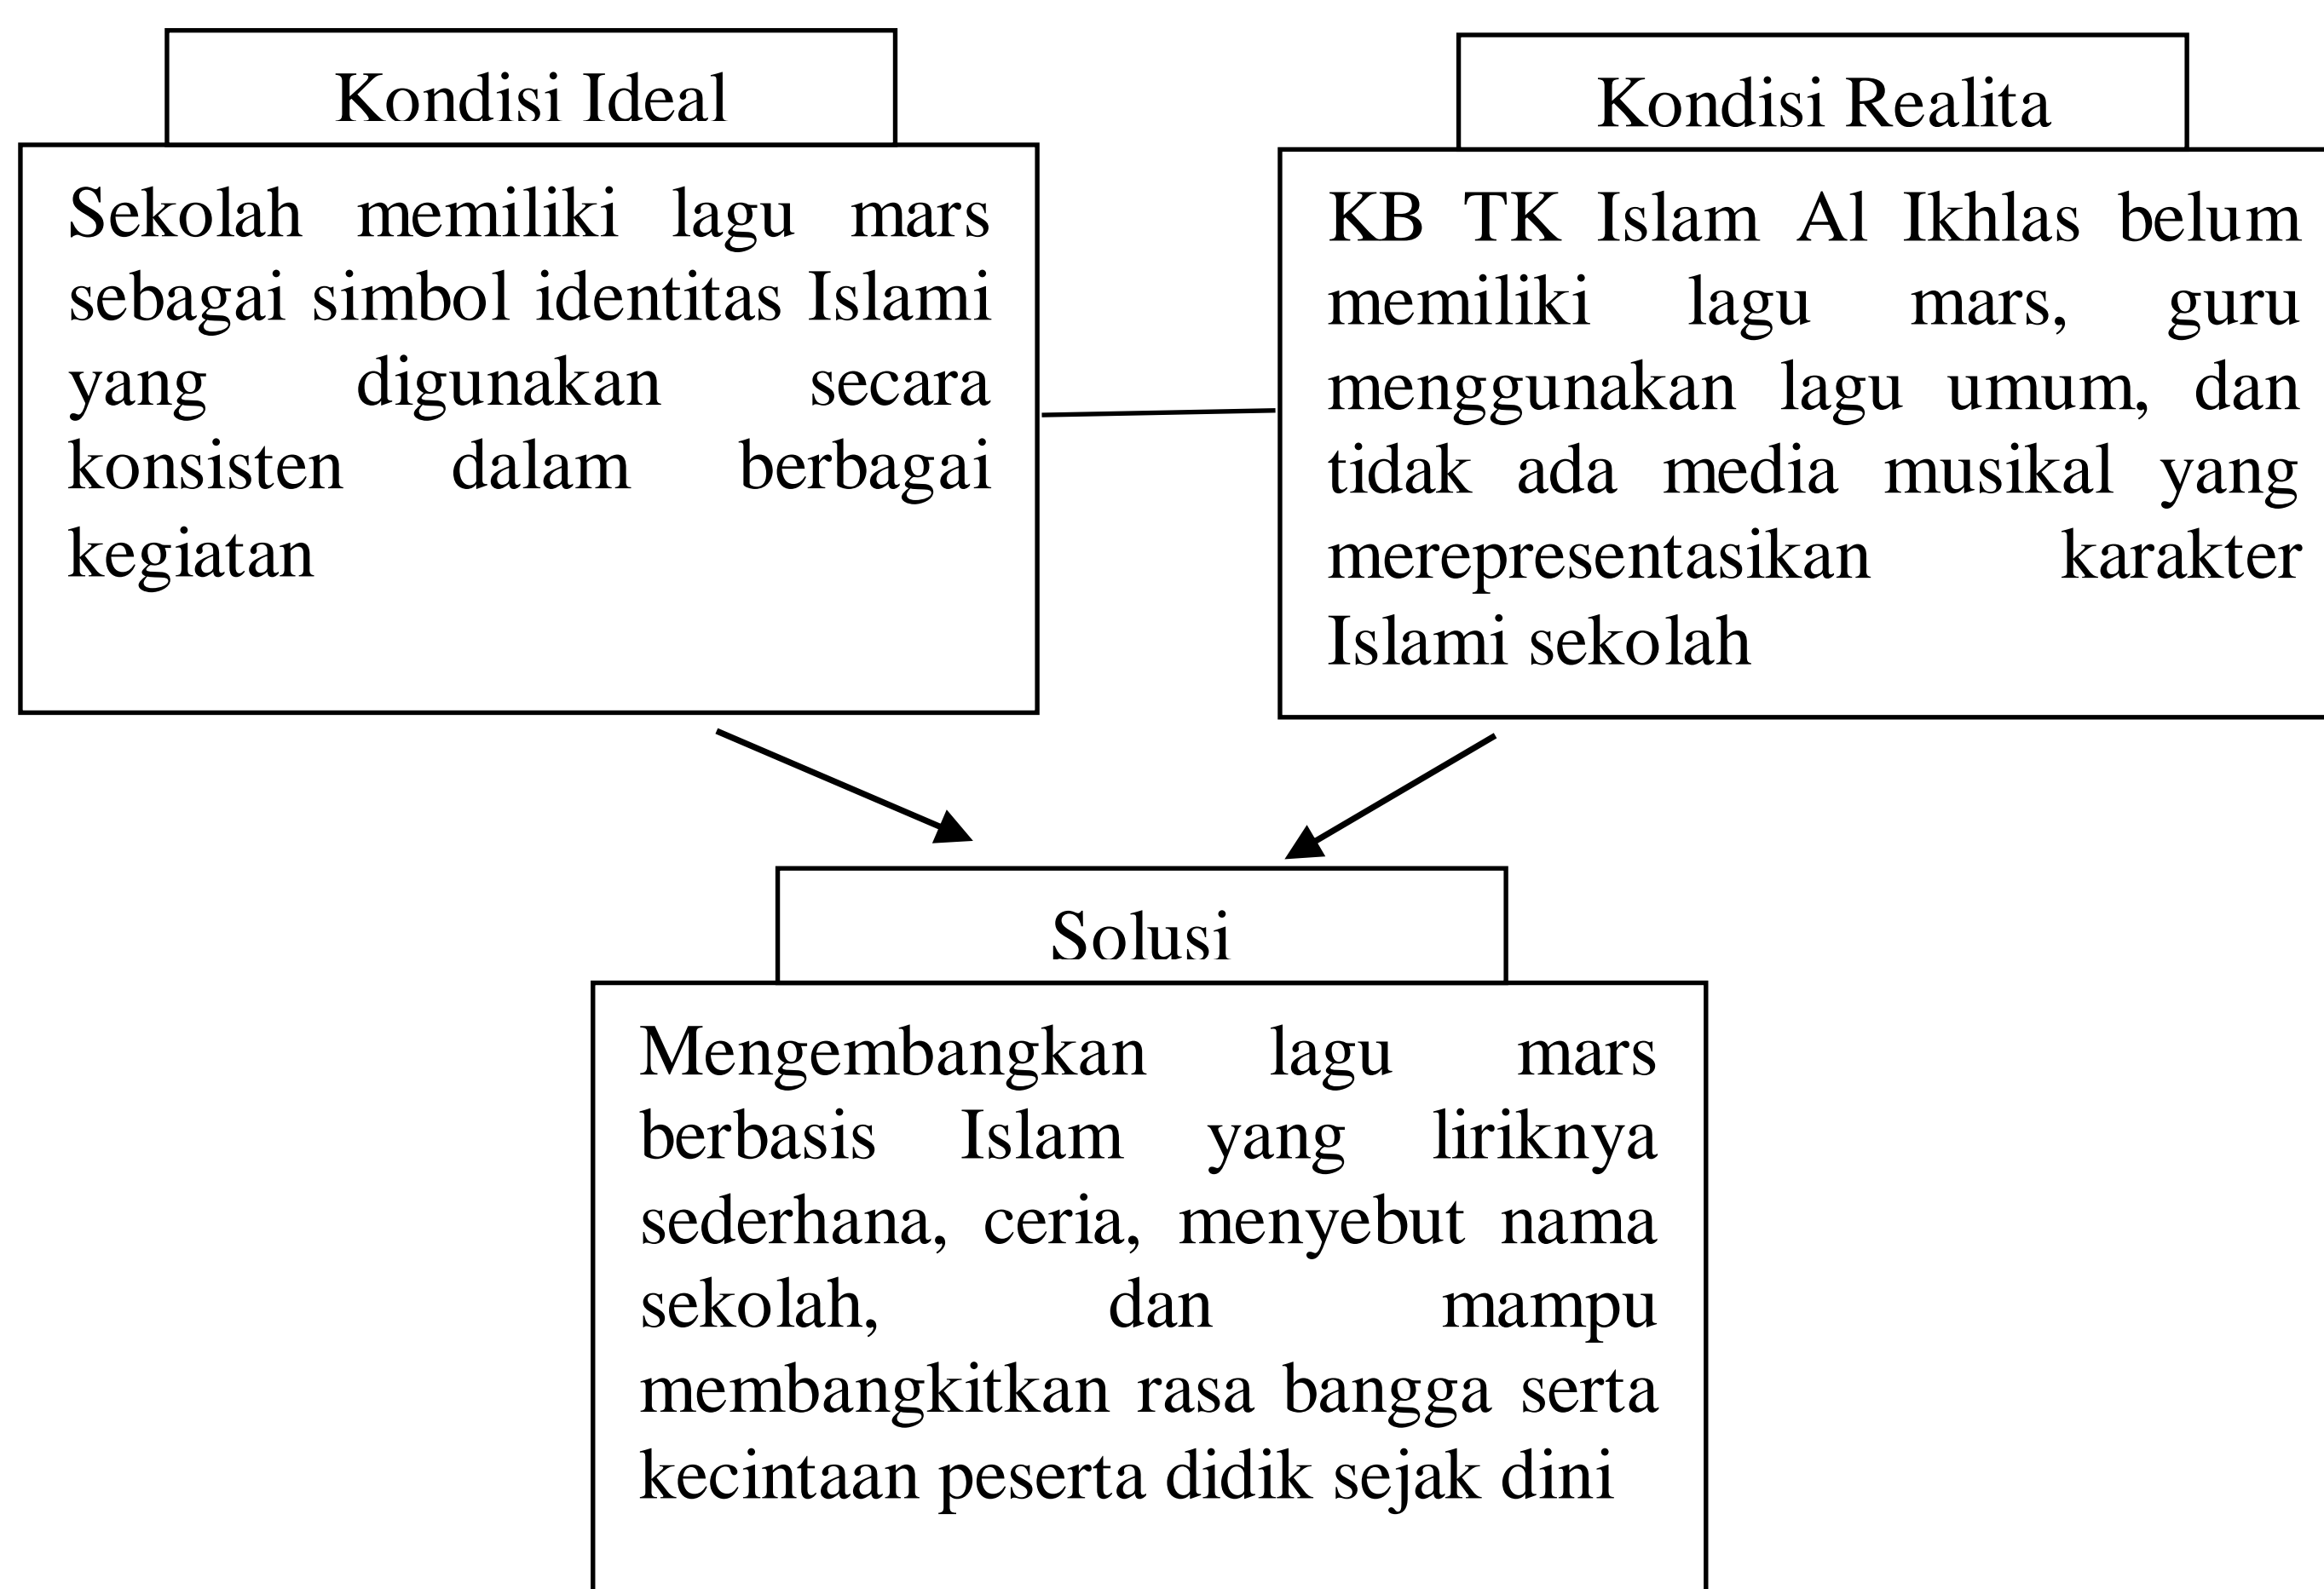 Kondisi Ideal
Sekolah memiliki lagu mars
sebagai simbol identitas Islami
yang digunakan secara
konsisten dalam berbagai
kegiatan
Kondisi Realita
KB TK Islam Al Ikhlas belum
memiliki lagu mars, guru
menggunakan lagu umum, dan
tidak ada media musikal yang
merepresentasikan karakter
Islami sekolah
Solusi
Mengembangkan lagu mars
berbasis Islam yang liriknya
sederhana, ceria, menyebut nama
sekolah, dan mampu
membangkitkan rasa bangga serta
kecintaan peserta didik sejak dini